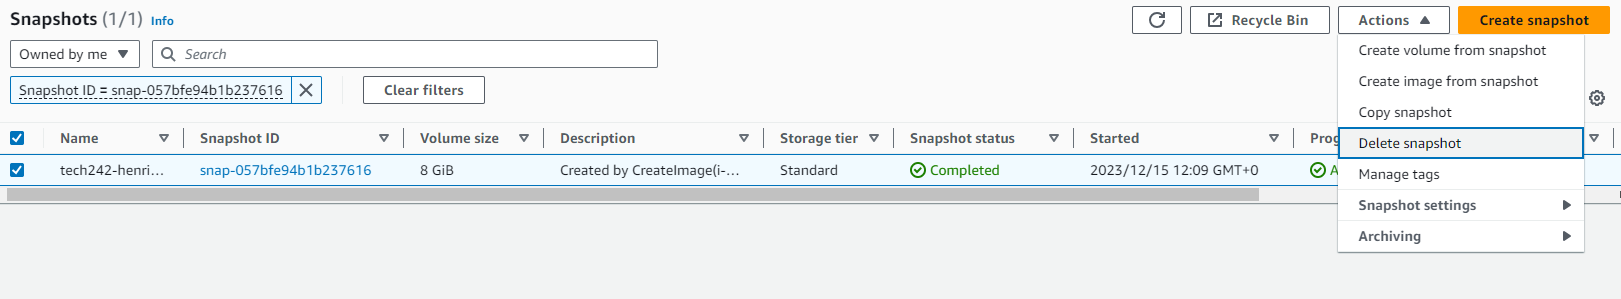 Snapshots (1/1) Info
Recycle Bin
Actions
Create snapshot
Owned by me
Search
Snapshot ID = snap-057bfe94b1b237616
Clear filters
Name Snapshot ID Volume size Description Storage tier Snapshot status Started Prog
tech242-henri... snap-057bfe94b1b237616 8 GiB Created by CreateImage(i-... Standard Completed 2023/12/15 12:09 GMT+0 A
Create volume from snapshot
Create image from snapshot
Copy snapshot
Delete snapshot
Manage tags
Snapshot settings
Archiving